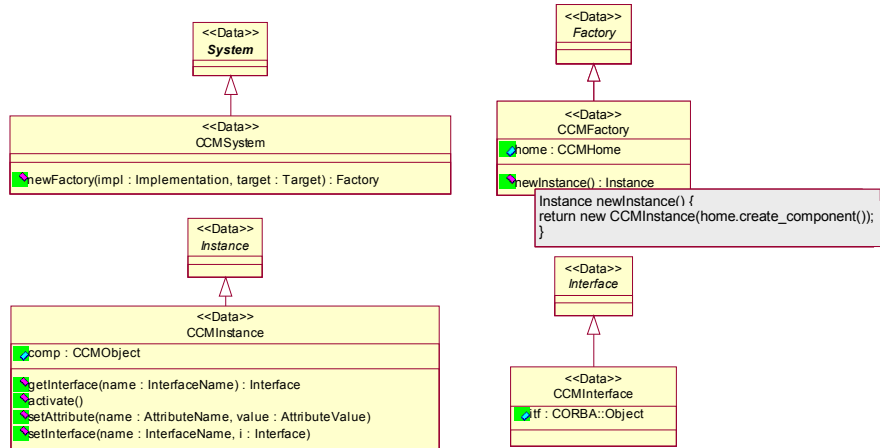 <<Data>>
System
<<Data>>
CCMSystem
newFactory(impl : Implementation, target : Target) : Factory
<<Data>>
Factory
<<Data>>
CCMFactory
home : CCMHome
newInstance() : Instance
Instance newInstance() {
return new CCMInstance(home.create_component());
}
<<Data>>
Instance
<<Data>>
CCMInstance
comp : CCMObject
getInterface(name : InterfaceName) : Interface
activate()
setAttribute(name : AttributeName, value : AttributeValue)
setInterface(name : InterfaceName, i : Interface)
<<Data>>
Interface
<<Data>>
CCMInterface
itf : CORBA::Object